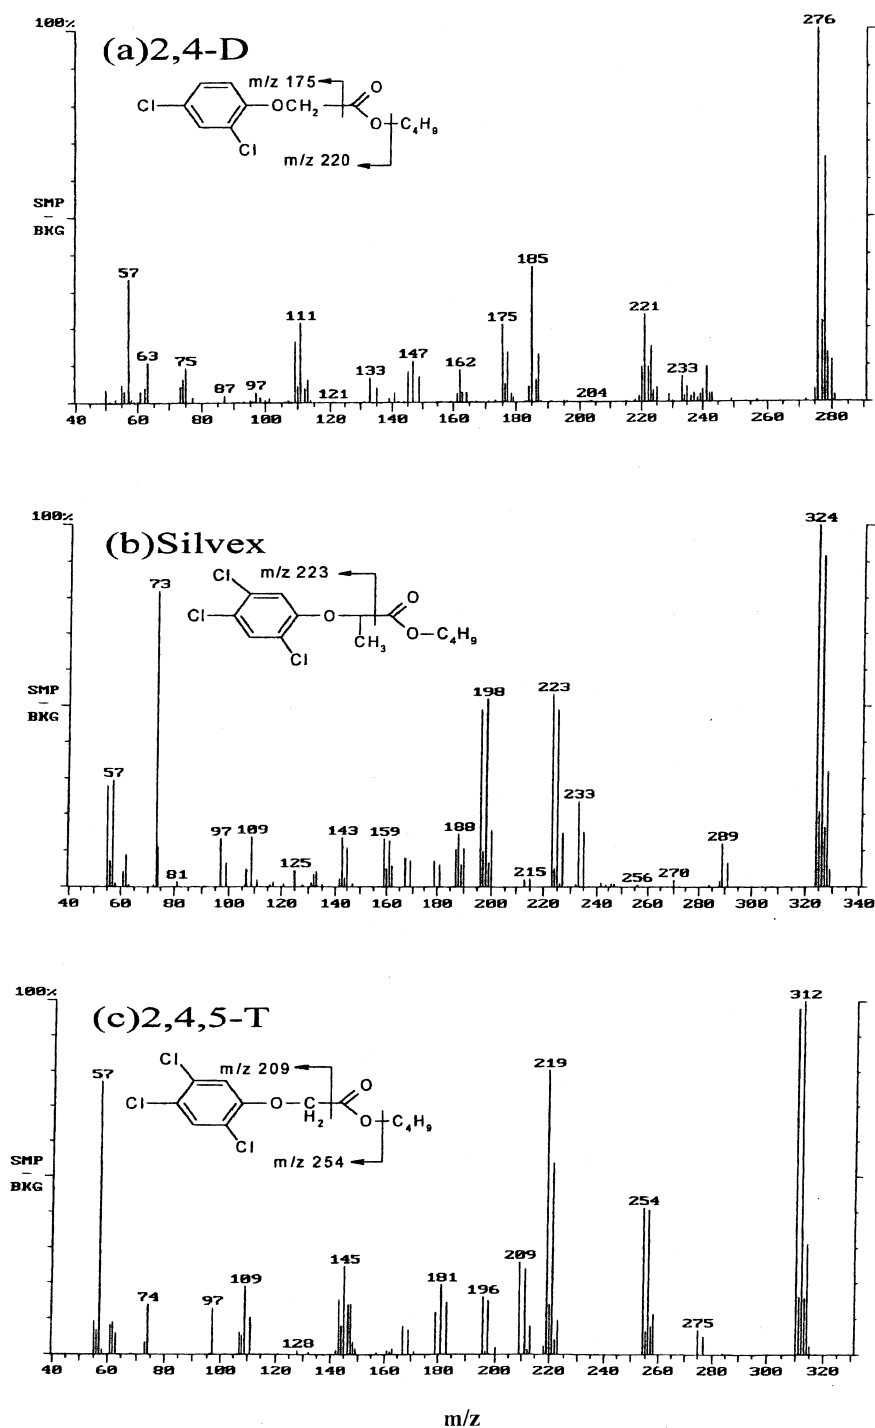 100%
(a)2,4-D
276
m/z 175
O
Cl
OCH2
O
C4H9
Cl
m/z 220
SMP
—
BKG
57
63
75
87
97
111
121
133
147
162
175
185
204
221
233
40 60 80 100 120 140 160 180 200 220 240 260 280
100%
(b)Silvex
324
73
Cl
m/z 223
O
Cl
O
CH3
O
C4H9
Cl
SMP
—
BKG
57
81
97
109
125
143
159
188
198
215
223
233
256
270
289
40 60 80 100 120 140 160 180 200 220 240 260 280 300 320 340
100%
(c)2,4,5-T
312
57
Cl
m/z 209
O
Cl
O
C
H2
O
C4H9
Cl
m/z 254
219
SMP
—
BKG
74
97
109
128
145
181
196
209
254
275
40 60 80 100 120 140 160 180 200 220 240 260 280 300 320
m/z